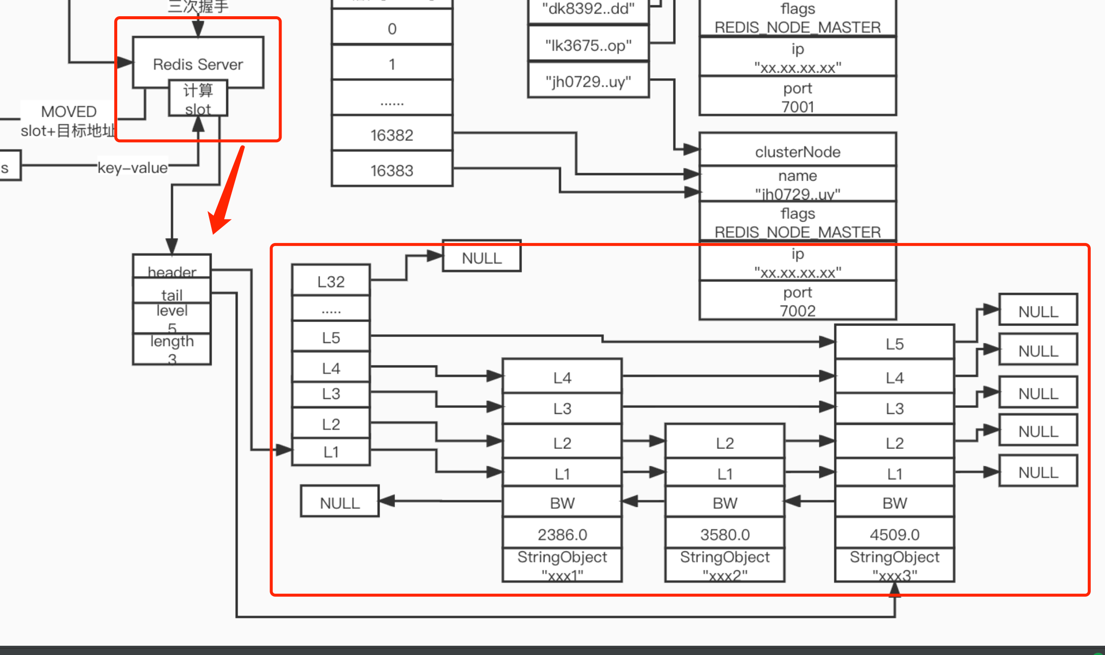 三次握手
Redis Server
计算
slot
MOVED
slot+目标地址
s
key-value
header
tail
level
5
length
3
0
1
......
16382
16383
"dk8392..dd"
"lk3675..op"
"jh0729..uy"
flags
REDIS_NODE_MASTER
ip
"xx.xx.xx.xx"
port
7001
clusterNode
name
"jh0729..uy"
flags
REDIS_NODE_MASTER
ip
"xx.xx.xx.xx"
port
7002
L32
.....
L5
L4
L3
L2
L1
NULL
NULL
L4
L3
L2
L1
BW
2386.0
StringObject
"xxx1"
L2
L1
BW
3580.0
StringObject
"xxx2"
L5
L4
L3
L2
L1
BW
4509.0
StringObject
"xxx3"
NULL
NULL
NULL
NULL
NULL